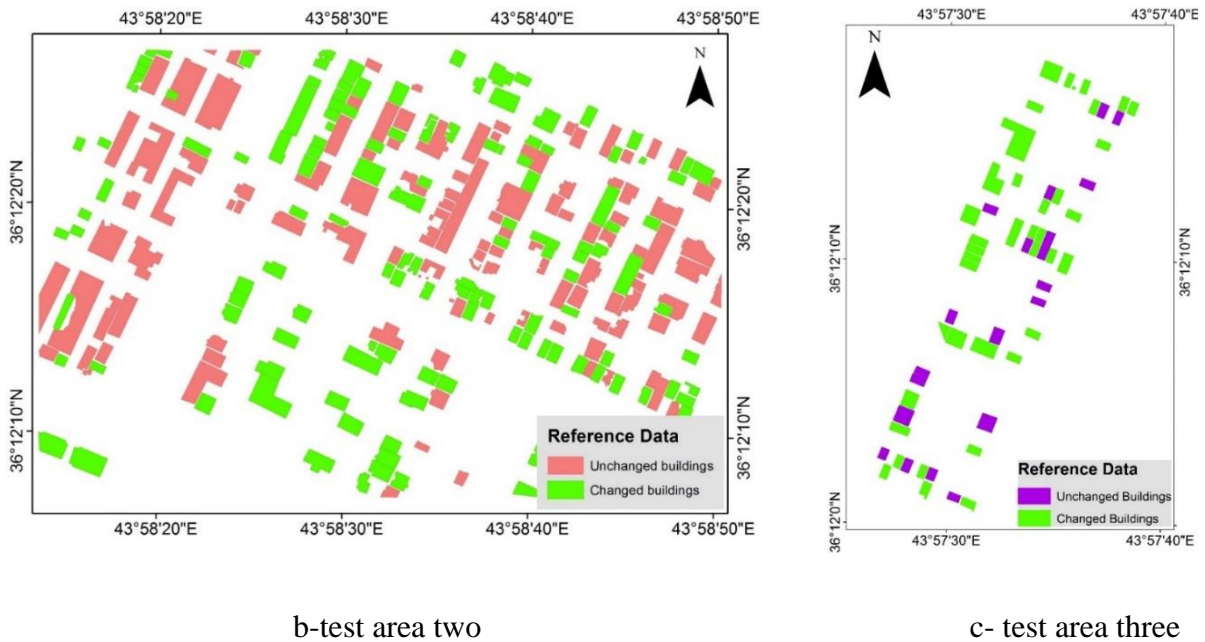 43°58'20"E 43°58'30"E 43°58'40"E 43°58'50"E
N
36°12'20"N
36°12'20"N
36°12'10"N
36°12'10"N
Reference Data
Unchanged buildings
Changed buildings
43°58'20"E 43°58'30"E 43°58'40"E 43°58'50"E
43°57'30"E 43°57'40"E
N
36°12'10"N
36°12'10"N
36°12'0"N
Reference Data
Unchanged Buildings
Changed Buildings
43°57'30"E 43°57'40"E
b-test area two
c- test area three